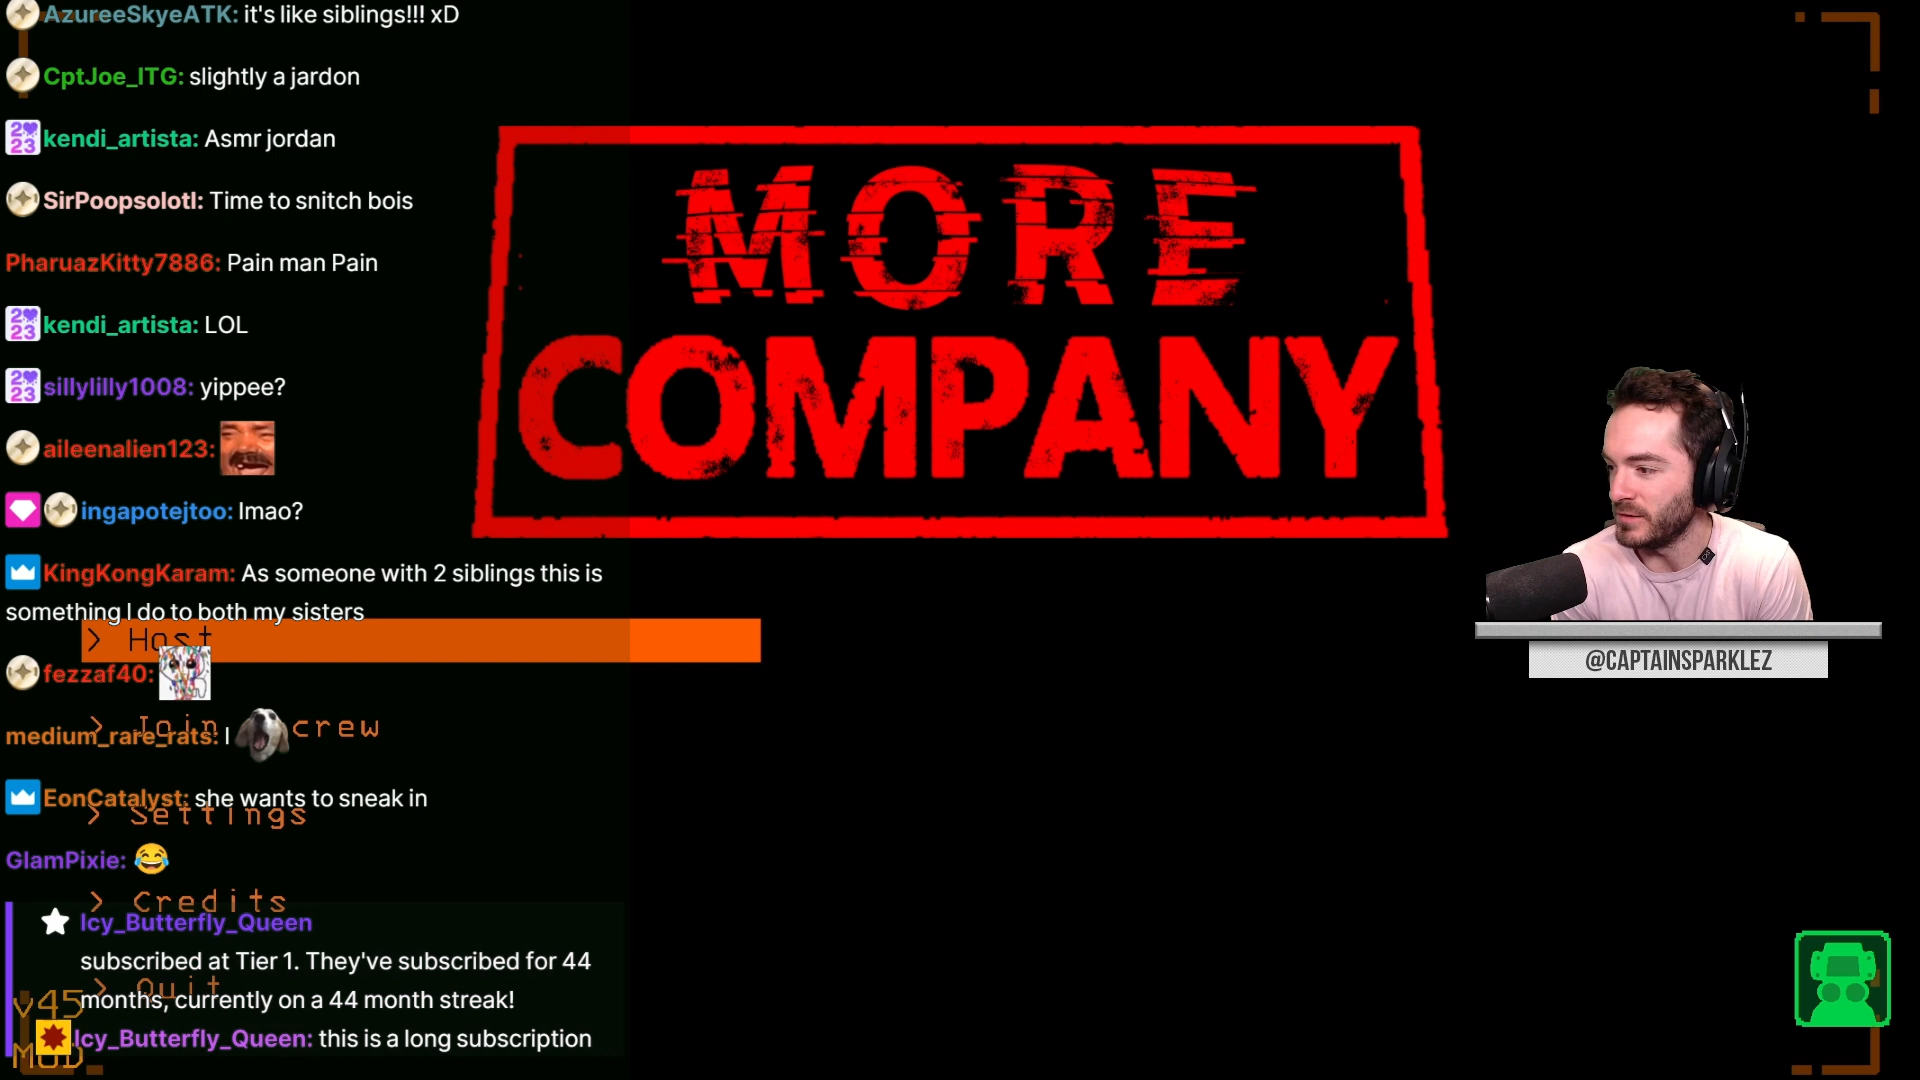 AzureeSkyeATK: it's like siblings!!! xD
CptJoe_ITG: slightly a jardon
kendi_artista: Asmr jordan
SirPoopsolotl: Time to snitch bois
PharuazKitty7886: Pain man Pain
kendi_artista: LOL
sillylilly1008: yippee?
aileenalien123:
ingapotejtoo: lmao?
KingKongKaram: As someone with 2 siblings this is
something I do to both my sisters
> Host
fezzaf40:
> Join crew
medium_rare_rats: I
EonCatalyst: she wants to sneak in
> Settings
GlamPixie:
> Credits
Icy_Butterfly_Queen
subscribed at Tier 1. They've subscribed for 44
> Quit
months, currently on a 44 month streak!
v45
Icy_Butterfly_Queen: this is a long subscription
MOD
MORE
COMPANY
@CAPTAINSPARKLEZ